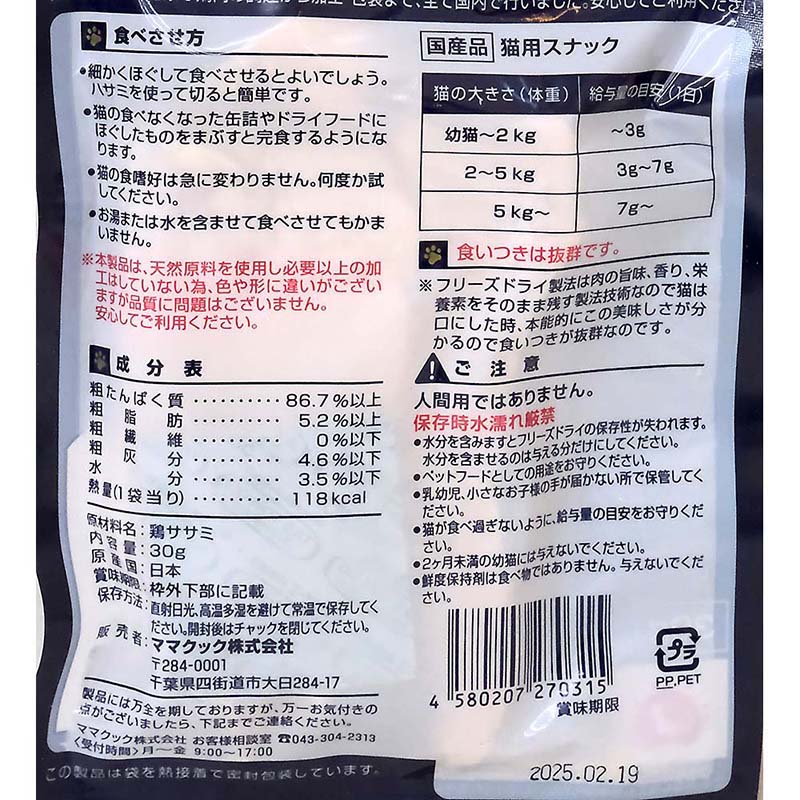 包装まで、全て国内で行いました。安心してご利用ください。
食べさせ方
●細かくほぐして食べさせるとよいでしょう。
ハサミを使って切ると簡単です。
●猫の食べなくなった缶詰やドライフードに
ほぐしたものをまぶすと完食するようにな
ります。
●猫の食嗜好は急に変わりません。何度か試
してください。
●お湯または水を含ませて食べさせてもかま
いません。
※本製品は、天然原料を使用し必要以上の加
工はしていない為、色や形に違いがござい
ますが品質に問題はございません。
安心してご利用ください。
成分表
粗たんぱく質 ·········· 86.7%以上
粗脂肪 ·········· 5.2%以上
粗繊維 ·········· 0%以下
粗灰分 ·········· 4.6%以下
水分 ·········· 3.5%以下
熱量(1袋当り) ·········· 118kcal
原材料名: 鶏ササミ
内容量: 30g
原産国: 日本
賞味期限: 枠外下部に記載
保存方法: 直射日光、高温多湿を避けて常温で保存してく
ださい。開封後はチャックを閉じてください。
販売者: ママクック株式会社
〒284-0001
千葉県四街道市大日284-17
製品には万全を期しておりますが、万一お気付きの
点がございましたら、下記までご連絡ください。
ママクック株式会社 お客様相談室 ☎043-304-2313
〈受付時間〉月〜金 9:00〜17:00
この製品は袋を熱接着で密封包装しています。
国産品 猫用スナック
猫の大きさ(体重) 給与量の目安(1日)
幼猫〜2kg 〜3g
2〜5kg 3g〜7g
5kg〜 7g〜
食いつきは抜群です。
※フリーズドライ製法は肉の旨味、香り、栄
養素をそのまま残す製法技術なので猫は
口にした時、本能的にこの美味しさが分
かるので食いつきが抜群なのです。
ご注意
人間用ではありません。
保存時水濡れ厳禁
●水分を含みますとフリーズドライの保存性が失われます。
水分を含ませるのは与える分だけにしてください。
●ペットフードとしての用途をお守りください。
●乳幼児、小さなお子様の手が届かない所で保管してく
ださい。
●猫が食べ過ぎないように、給与量の目安をお守りくだ
さい。
●2ヶ月未満の幼猫には与えないでください。
●鮮度保持剤は食べ物ではありません。与えないでくだ
さい。
4 580207 270315
プラ
PP,PET
賞味期限
2025.02.19